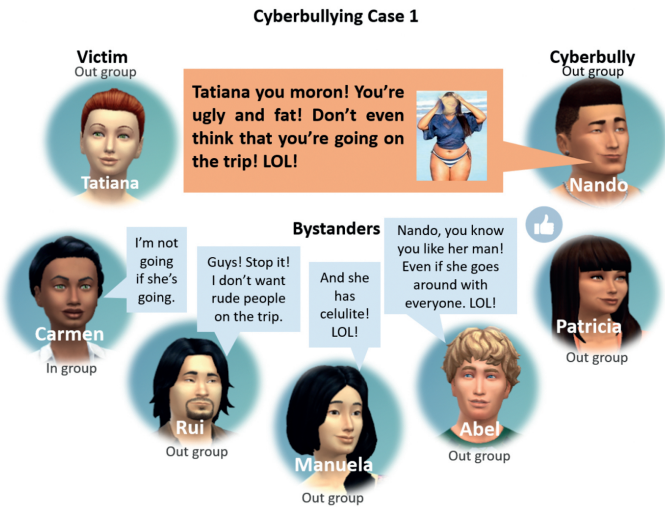 Cyberbullying Case 1
Victim
Out group
Cyberbully
Out group
Tatiana you moron! You're
ugly and fat! Don't even
think that you're going on
the trip! LOL!
Tatiana
Nando
Bystanders
I'm not
going
if she's
going.
Guys! Stop it!
I don't want
rude people
on the trip.
And she
has
celulite!
LOL!
Nando, you know
you like her man!
Even if she goes
around with
everyone. LOL!
Carmen
In group
Rui
Out group
Manuela
Out group
Abel
Out group
Patricia
Out group